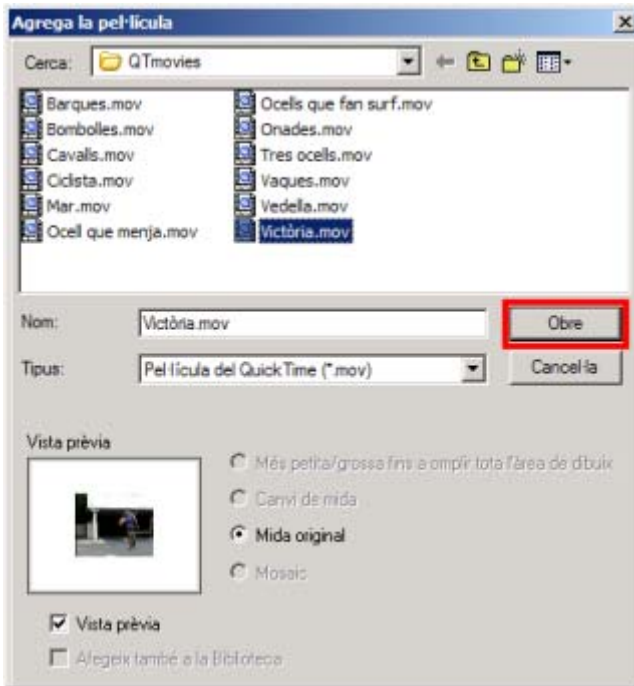 Agrega la pel·lícula
Cerca: QTmovies
Barques.mov
Bombolles.mov
Cavalls.mov
Ciclista.mov
Mar.mov
Ocell que menja.mov
Ocells que fan surf.mov
Onades.mov
Tres ocells.mov
Vaques.mov
Vedella.mov
Victòria.mov
Nom: Victòria.mov Obre
Tipus: Pel·lícula del QuickTime (*.mov) Cancel·la
Vista prèvia
Més petita/grossa fins a omplir tota l'àrea de dibuix
Canvi de mida
Mida original
Mosaic
Vista prèvia
Afegeix també a la Biblioteca